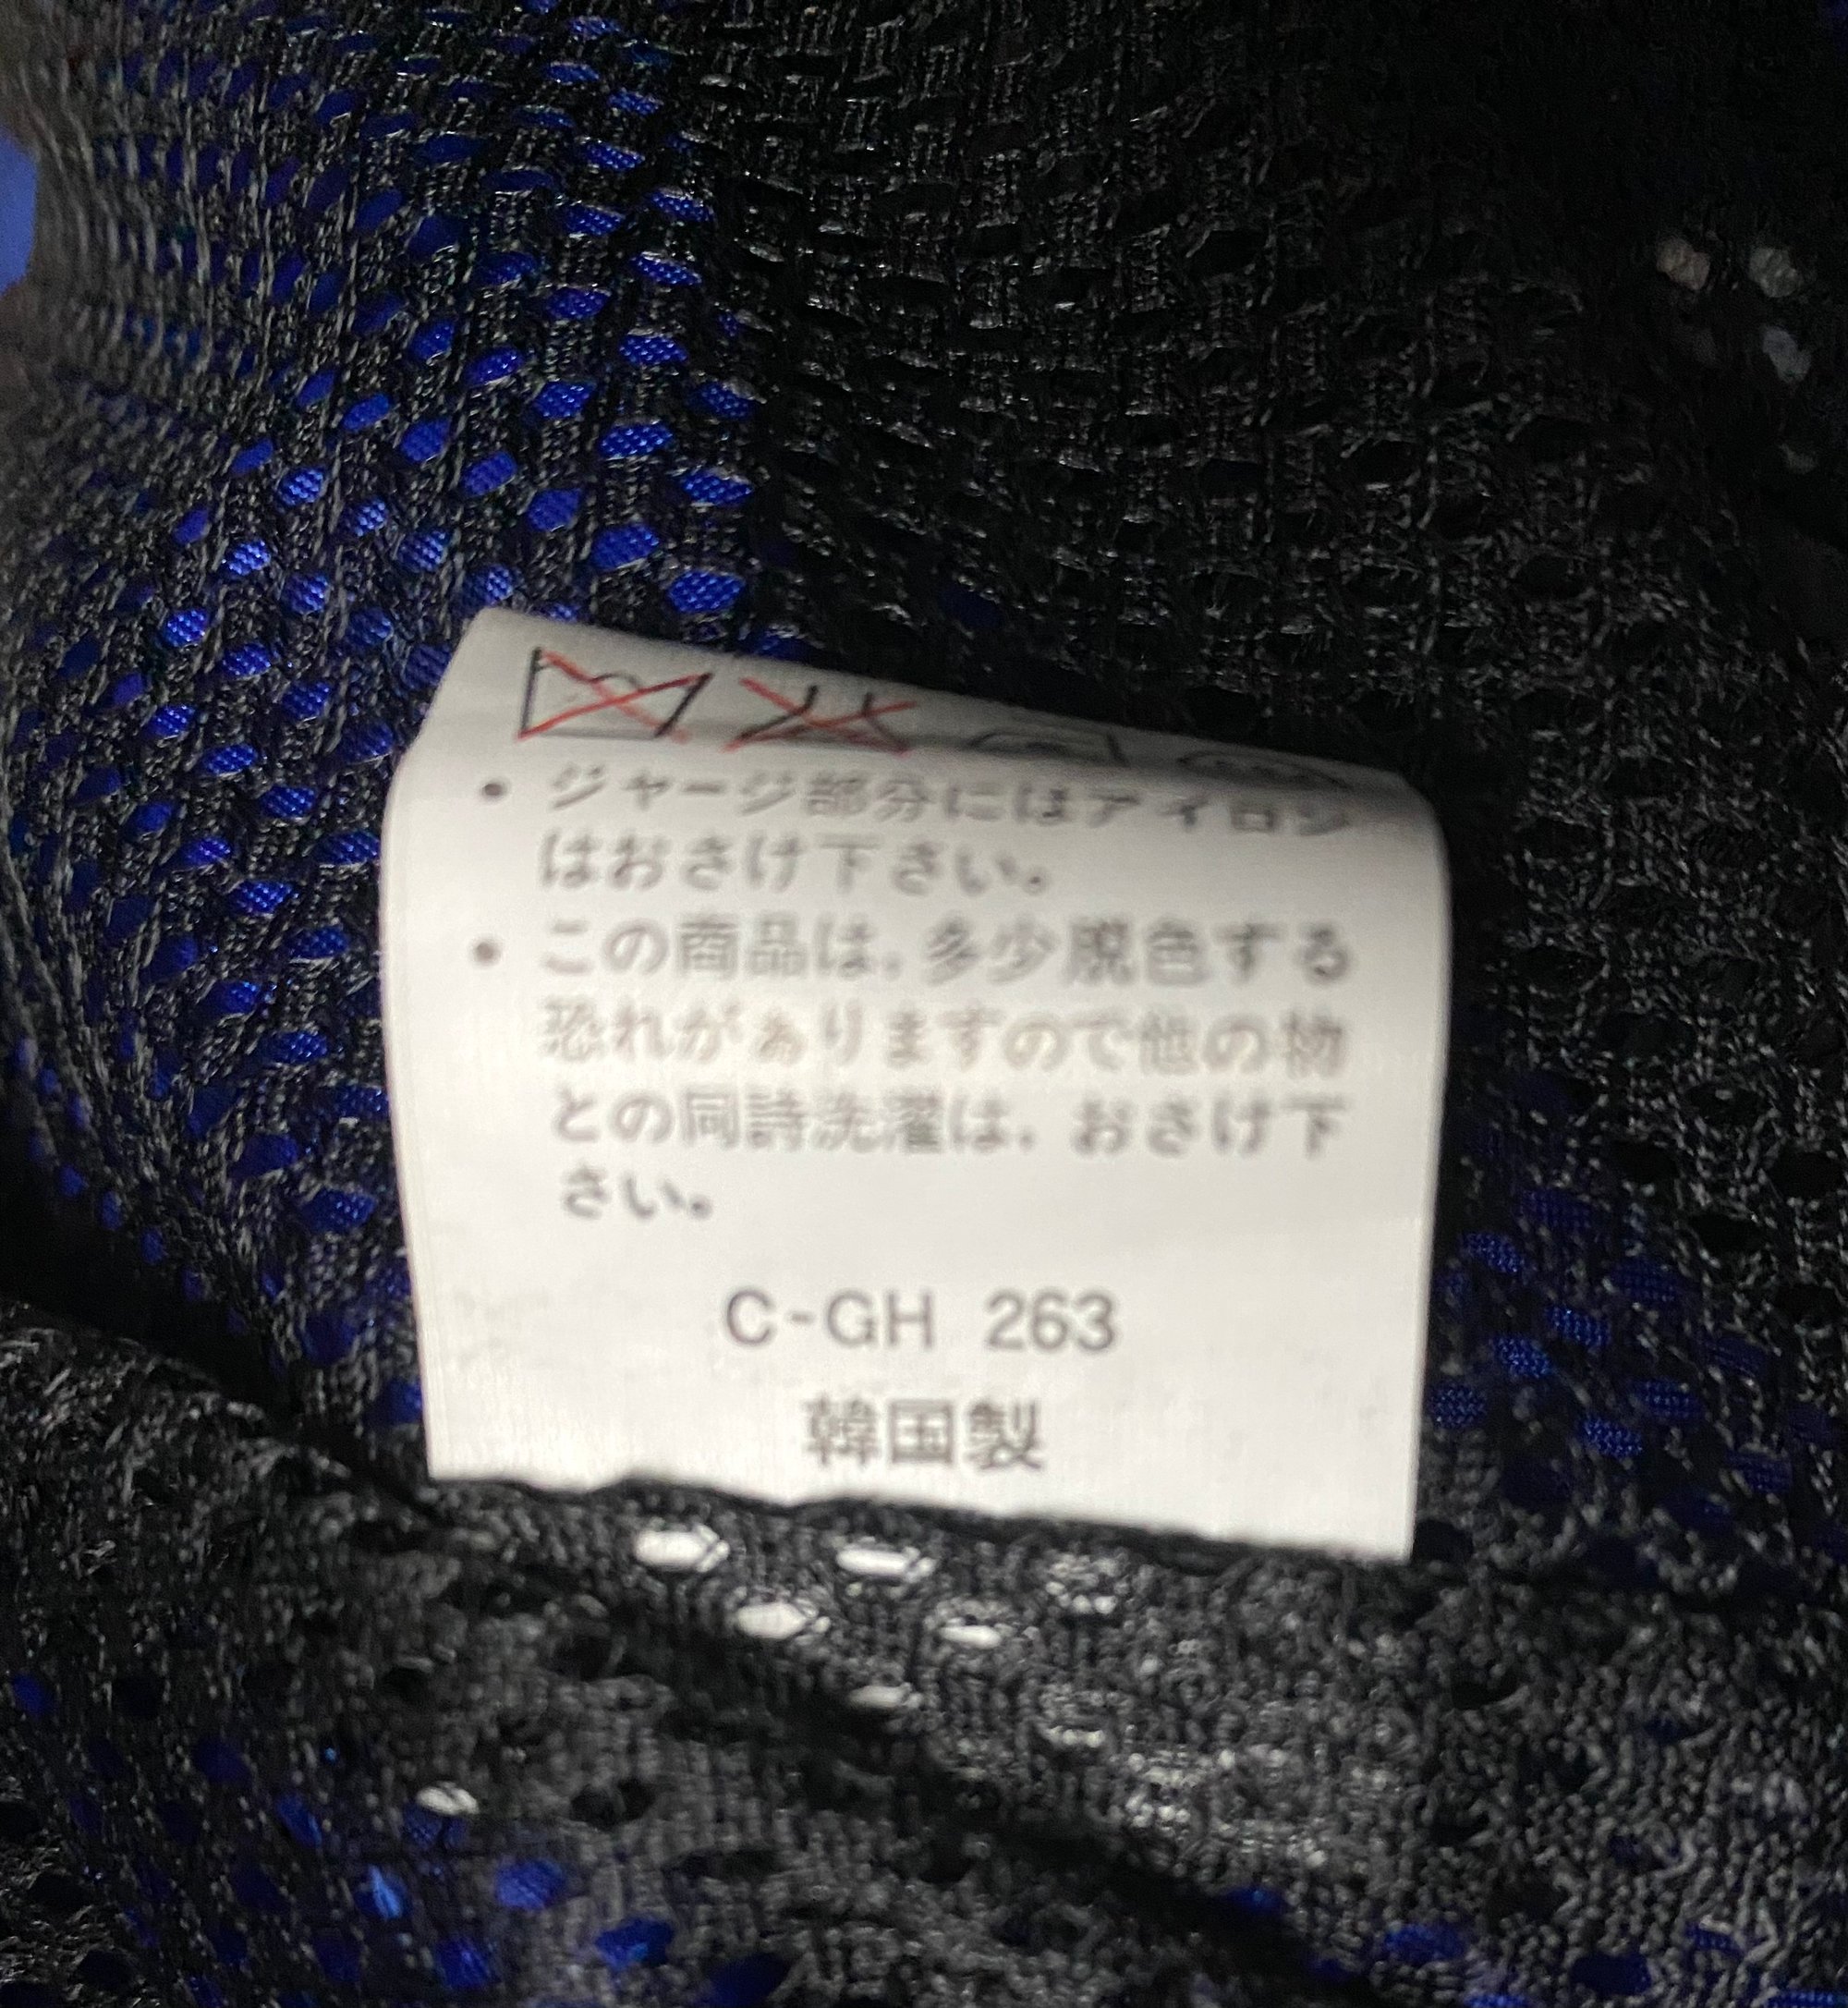 • ジャージ部分にはアイロン
はおさけ下さい。
• この商品は、多少脱色する
恐れがありますので他の物
との同詩洗濯は、おさけ下
さい。
C-GH 263
韓国製